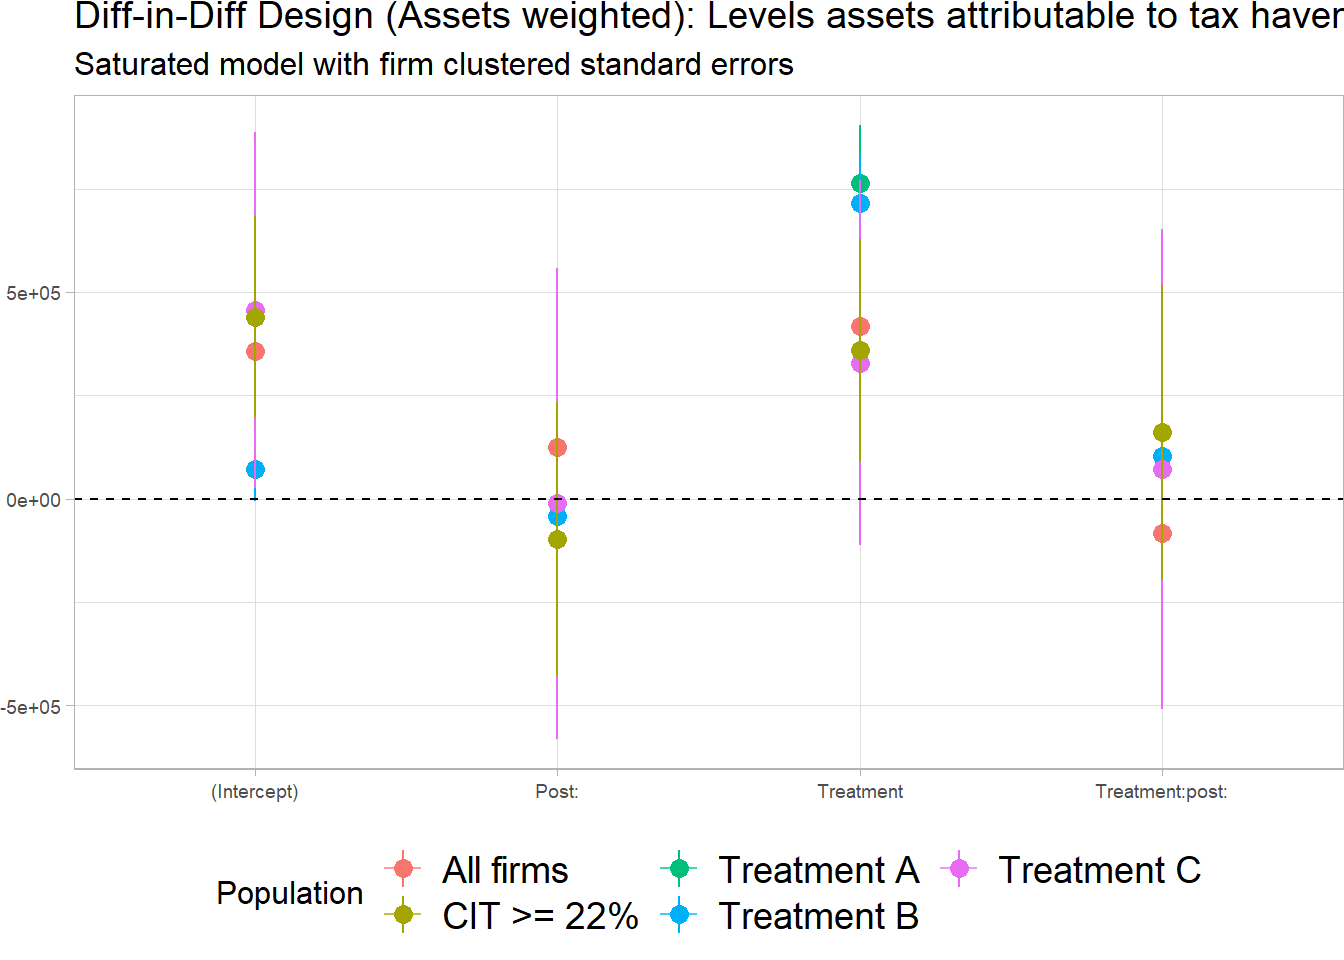 Diff-in-Diff Design (Assets weighted): Levels assets attributable to tax haven
Saturated model with firm clustered standard errors
5e+05
0e+00
-5e+05
(Intercept)
Post:
Treatment
Treatment:post:
Population
All firms
Treatment A
Treatment C
CIT >= 22%
Treatment B